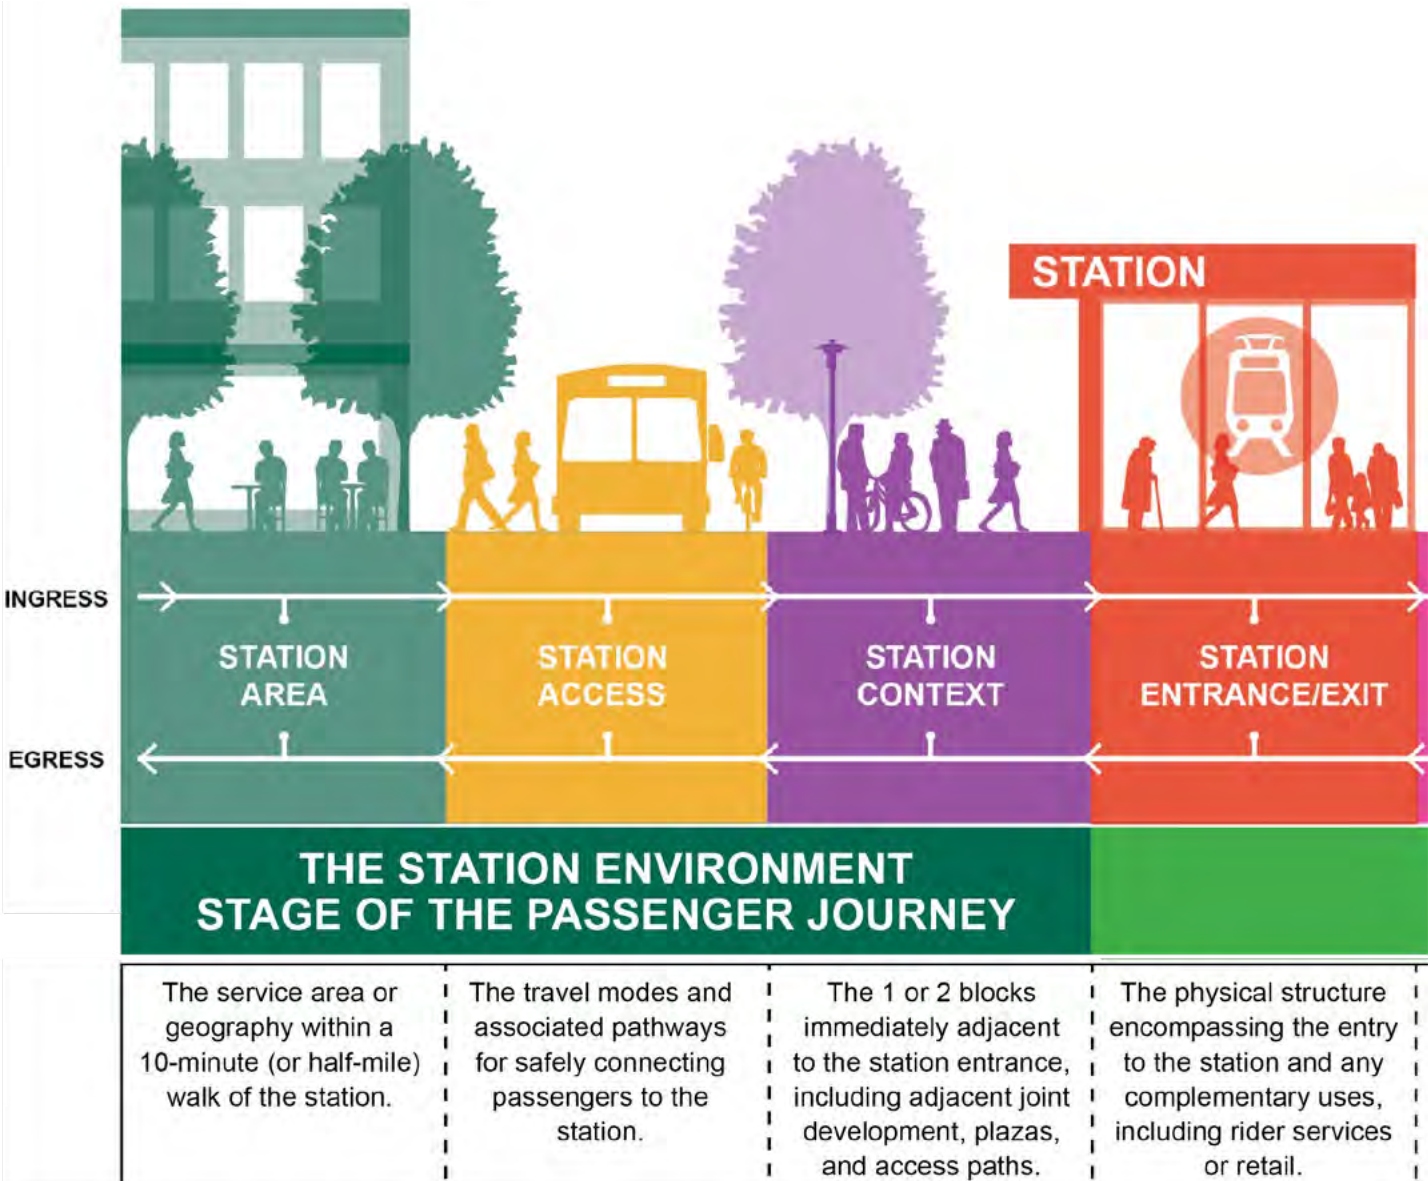 STATION
INGRESS
STATION
AREA
STATION
ACCESS
STATION
CONTEXT
STATION
ENTRANCE/EXIT
EGRESS
THE STATION ENVIRONMENT
STAGE OF THE PASSENGER JOURNEY
The service area or
geography within a
10-minute (or half-mile)
walk of the station.
The travel modes and
associated pathways
for safely connecting
passengers to the
station.
The 1 or 2 blocks
immediately adjacent
to the station entrance,
including adjacent joint
development, plazas,
and access paths.
The physical structure
encompassing the entry
to the station and any
complementary uses,
including rider services
or retail.